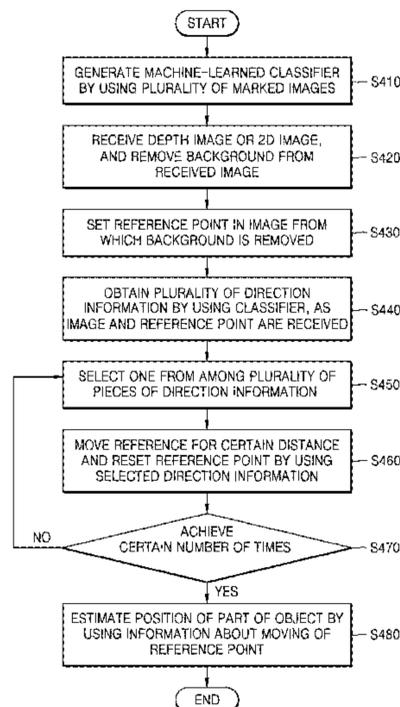 START
GENERATE MACHINE-LEARNED CLASSIFIER
BY USING PLURALITY OF MARKED IMAGES
S410
RECEIVE DEPTH IMAGE OR 2D IMAGE,
AND REMOVE BACKGROUND FROM
RECEIVED IMAGE
S420
SET REFERENCE POINT IN IMAGE FROM
WHICH BACKGROUND IS REMOVED
S430
OBTAIN PLURALITY OF DIRECTION
INFORMATION BY USING CLASSIFIER, AS
IMAGE AND REFERENCE POINT ARE RECEIVED
S440
SELECT ONE FROM AMONG PLURALITY OF
PIECES OF DIRECTION INFORMATION
S450
MOVE REFERENCE FOR CERTAIN DISTANCE
AND RESET REFERENCE POINT BY USING
SELECTED DIRECTION INFORMATION
S460
ACHIEVE
CERTAIN NUMBER OF TIMES
S470
NO
YES
ESTIMATE POSITION OF PART OF OBJECT BY
USING INFORMATION ABOUT MOVING OF
REFERENCE POINT
S480
END